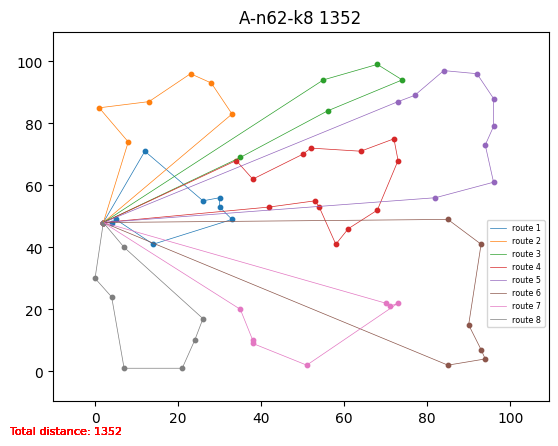 A-n62-k8 1352
100
80
60
40
20
0
0 20 40 60 80 100
route 1
route 2
route 3
route 4
route 5
route 6
route 7
route 8
Total distance: 1352